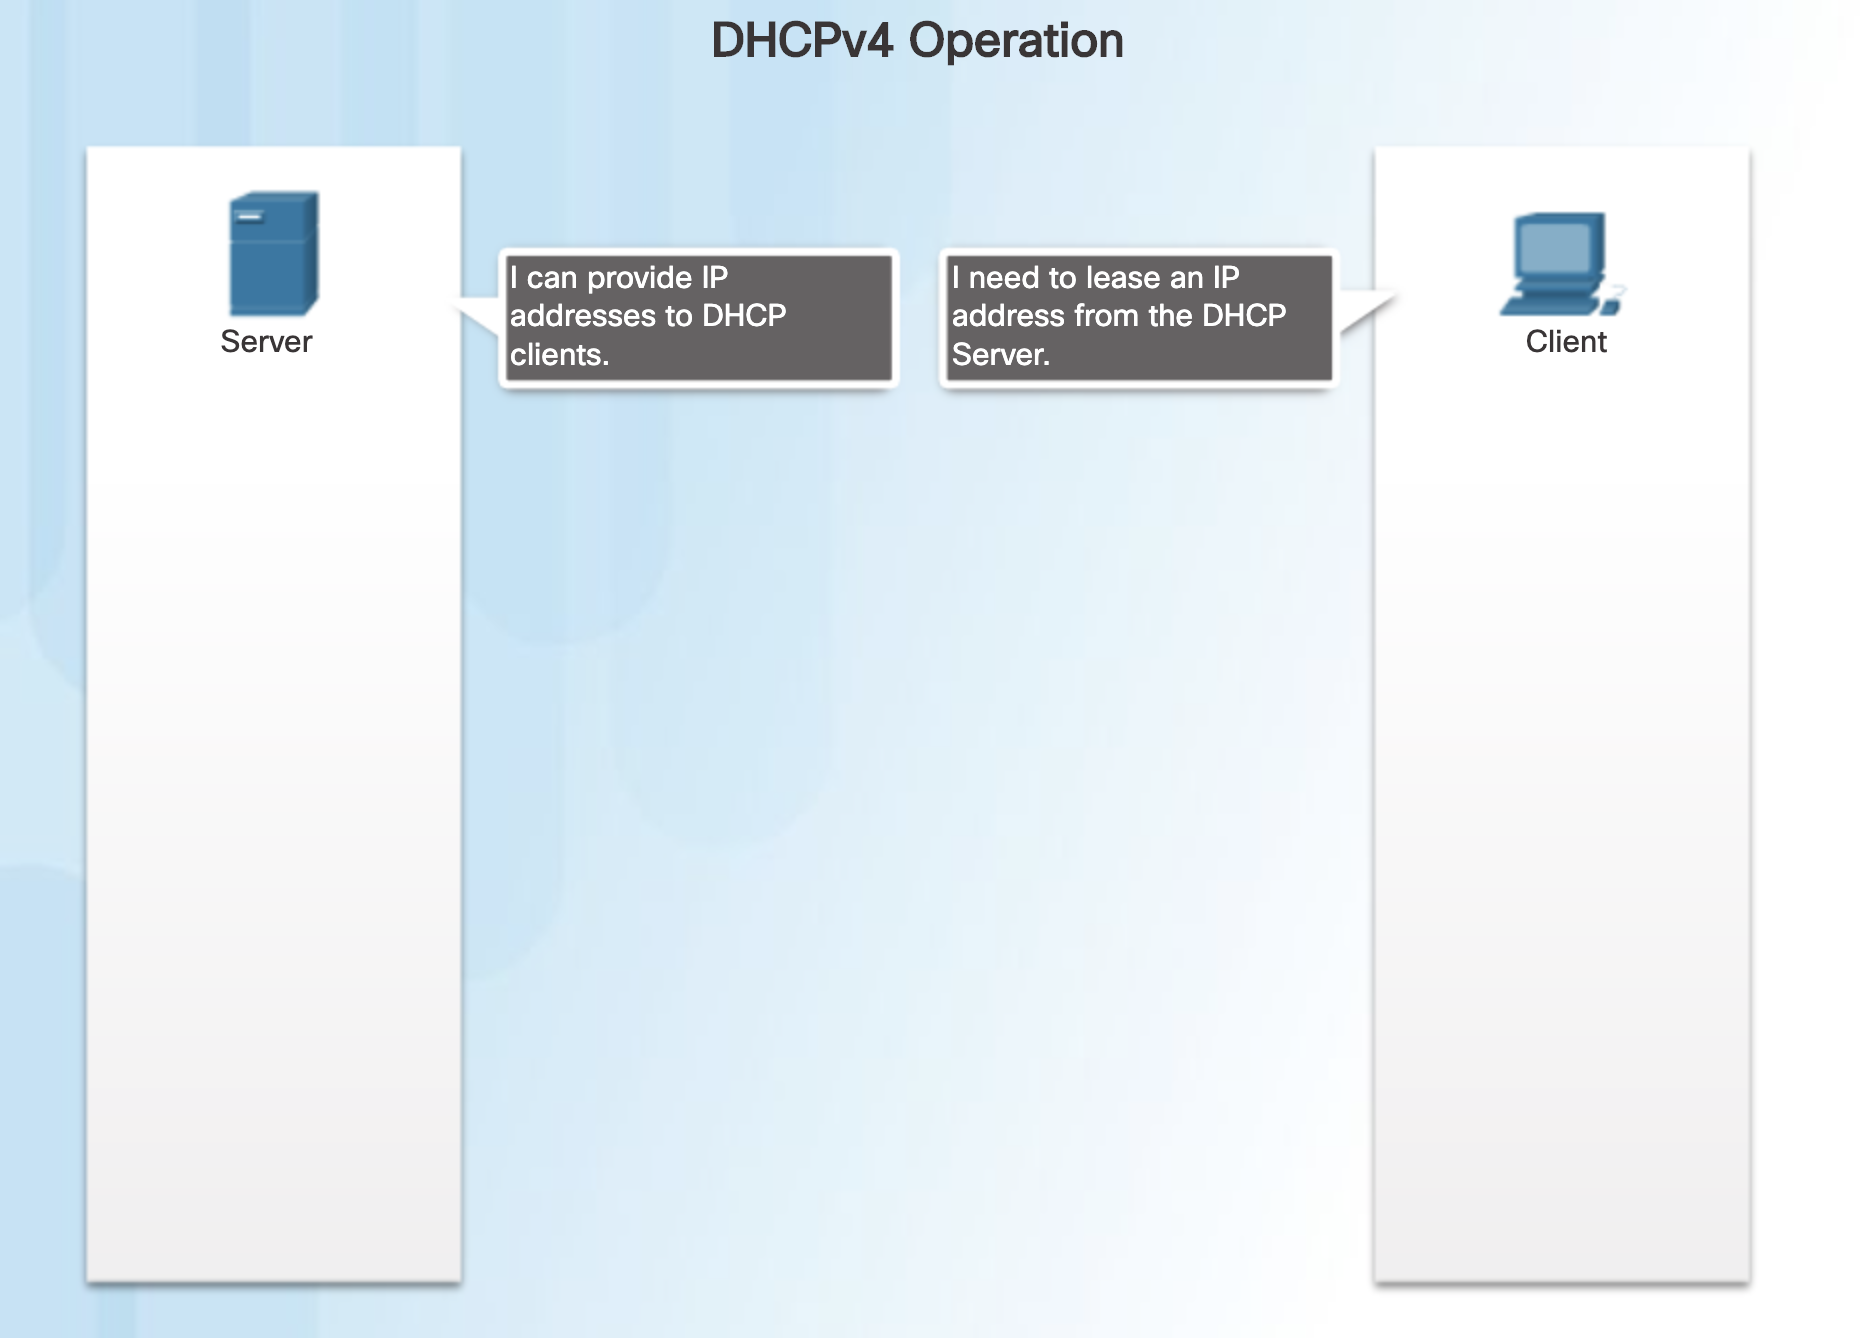 DHCPv4 Operation
I can provide IP
addresses to DHCP
clients.
I need to lease an IP
address from the DHCP
Server.
Server
Client